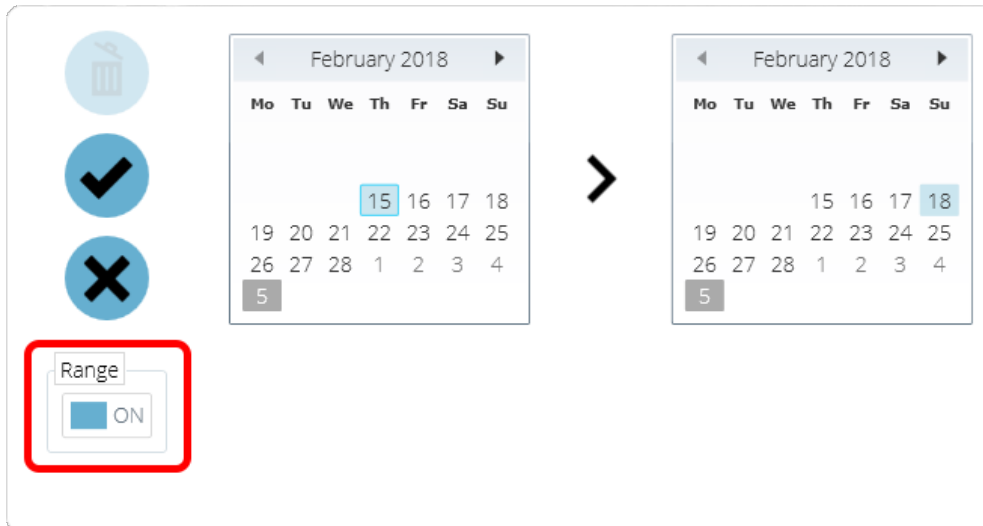 February 2018
Mo Tu We Th Fr Sa Su
15 16 17 18
19 20 21 22 23 24 25
26 27 28 1 2 3 4
5
February 2018
Mo Tu We Th Fr Sa Su
15 16 17 18
19 20 21 22 23 24 25
26 27 28 1 2 3 4
5
Range
ON